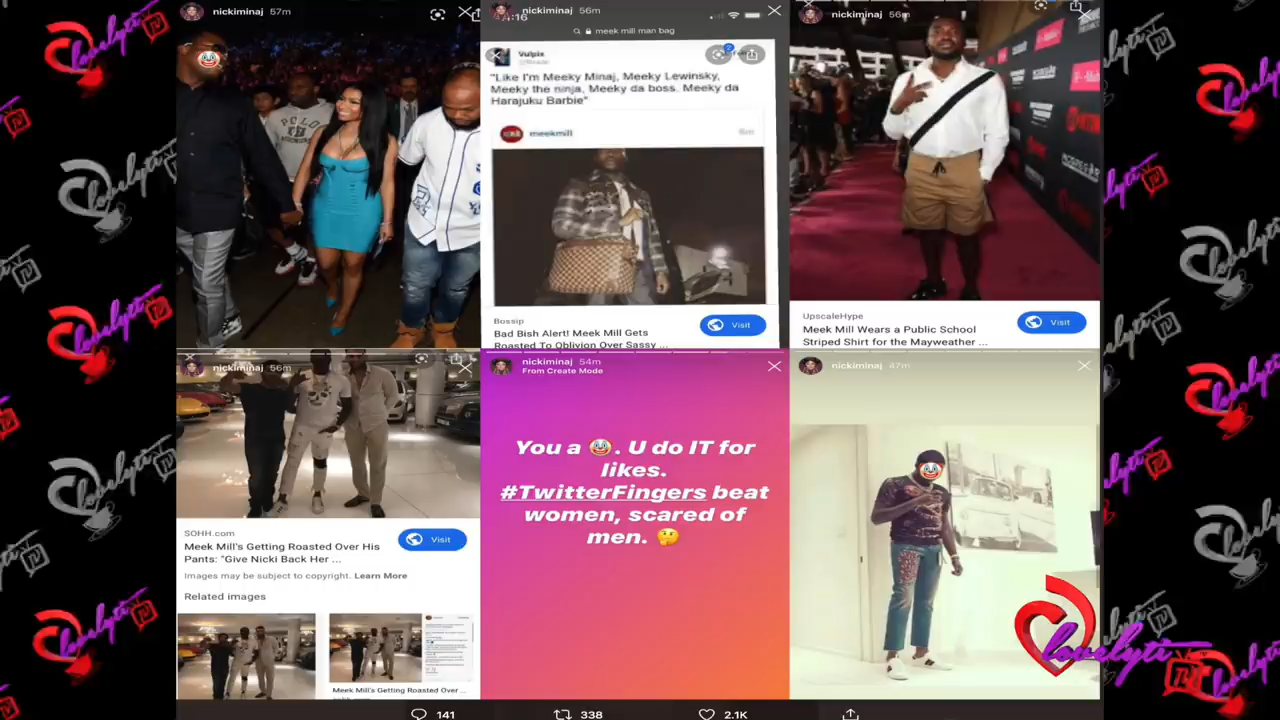 nickiminaj 57m
nickiminaj 56m
meek mill man bag
Vulpix
"Like I'm Meeky Minaj, Meeky Lewinsky,
Meeky the ninja, Meeky da boss. Meeky da
Harajuku Barbie"
meekmill
Bossip
Bad Bish Alert! Meek Mill Gets
Roasted To Oblivion Over Sassy ...
Visit
nickiminaj 56m
UpscaleHype
Meek Mill Wears a Public School
Striped Shirt for the Mayweather ...
Visit
nickiminaj 56m
SOHH.com
Meek Mill's Getting Roasted Over His
Pants: "Give Nicki Back Her ...
Visit
Images may be subject to copyright. Learn More
Related images
Meek Mill's Getting Roasted Over ...
nickiminaj 54m
From Create Mode
You a 🤡. U do IT for
likes.
#TwitterFingers beat
women, scared of
men. 🤔
nickiminaj 47m
141
338
2.1K